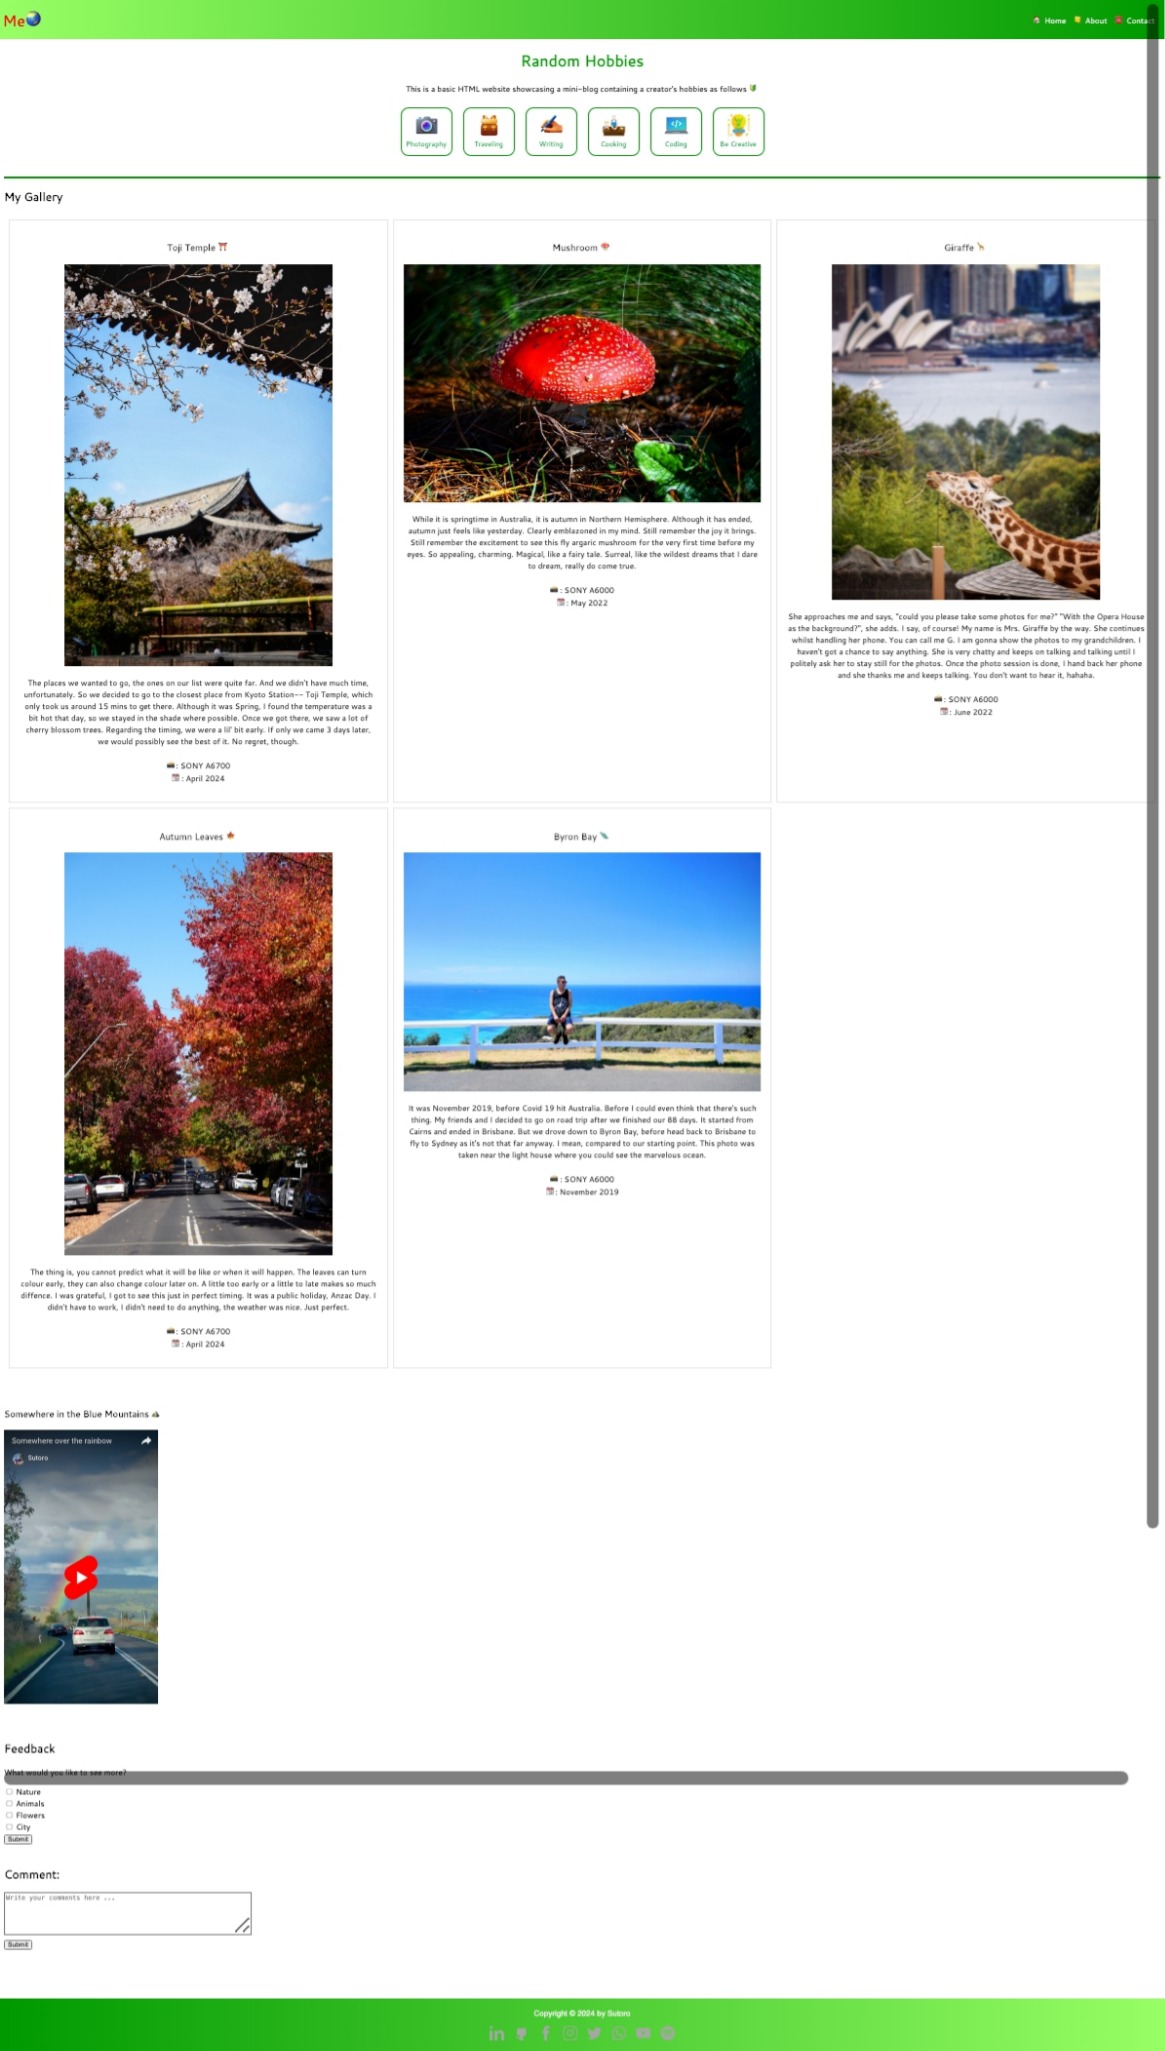 Me
Home About Contact
Random Hobbies
This is a basic HTML website showcasing a mini-blog containing a creator's hobbies as follows
Photography
Traveling
Writing
Cooking
Coding
Be Creative
My Gallery
Toji Temple
The places we wanted to go, the ones on our list were quite far. And we didn't have much time,
unfortunately. So we decided to go to the closest place from Kyoto Station-- Toji Temple, which
only took us around 15 mins to get there. Although it was Spring, I found the temperature was a
bit hot that day, so we stayed in the shade where possible. Once we got there, we saw a lot of
cherry blossom trees. Regarding the timing, we were a lil' bit early. If only we came 3 days later,
we would possibly see the best of it. No regret, though.
: SONY A6700
: April 2024
Mushroom
While it is springtime in Australia, it is autumn in Northern Hemisphere. Although it has ended,
autumn just feels like yesterday. Clearly emblazoned in my mind. Still remember the joy it brings.
Still remember the excitement to see this fly argaric mushroom for the very first time before my
eyes. So appealing, charming. Magical, like a fairy tale. Surreal, like the wildest dreams that I dare
to dream, really do come true.
: SONY A6000
: May 2022
Giraffe
She approaches me and says, "could you please take some photos for me?" "With the Opera House
as the background?", she adds. I say, of course! My name is Mrs. Giraffe by the way. She continues
whilst handling her phone. You can call me G. I am gonna show the photos to my grandchildren. I
haven't got a chance to say anything. She is very chatty and keeps on talking and talking until I
politely ask her to stay still for the photos. Once the photo session is done, I hand back her phone
and she thanks me and keeps talking. You don't want to hear it, hahaha.
: SONY A6000
: June 2022
Autumn Leaves
The thing is, you cannot predict what it will be like or when it will happen. The leaves can turn
colour early, they can also change colour later on. A little too early or a little to late makes so much
diffence. I was grateful, I got to see this just in perfect timing. It was a public holiday, Anzac Day. I
didn't have to work, I didn't need to do anything, the weather was nice. Just perfect.
: SONY A6700
: April 2024
Byron Bay
It was November 2019, before Covid 19 hit Australia. Before I could even think that there's such
thing. My friends and I decided to go on road trip after we finished our 88 days. It started from
Cairns and ended in Brisbane. But we drove down to Byron Bay, before head back to Brisbane to
fly to Sydney as it's not that far anyway. I mean, compared to our starting point. This photo was
taken near the light house where you could see the marvelous ocean.
: SONY A6000
: November 2019
Somewhere in the Blue Mountains
Somewhere over the rainbow
Sutoro
Feedback
What would you like to see more?
Nature
Animals
Flowers
City
Submit
Comment:
Write your comments here ...
Submit
Copyright © 2024 by Sutoro